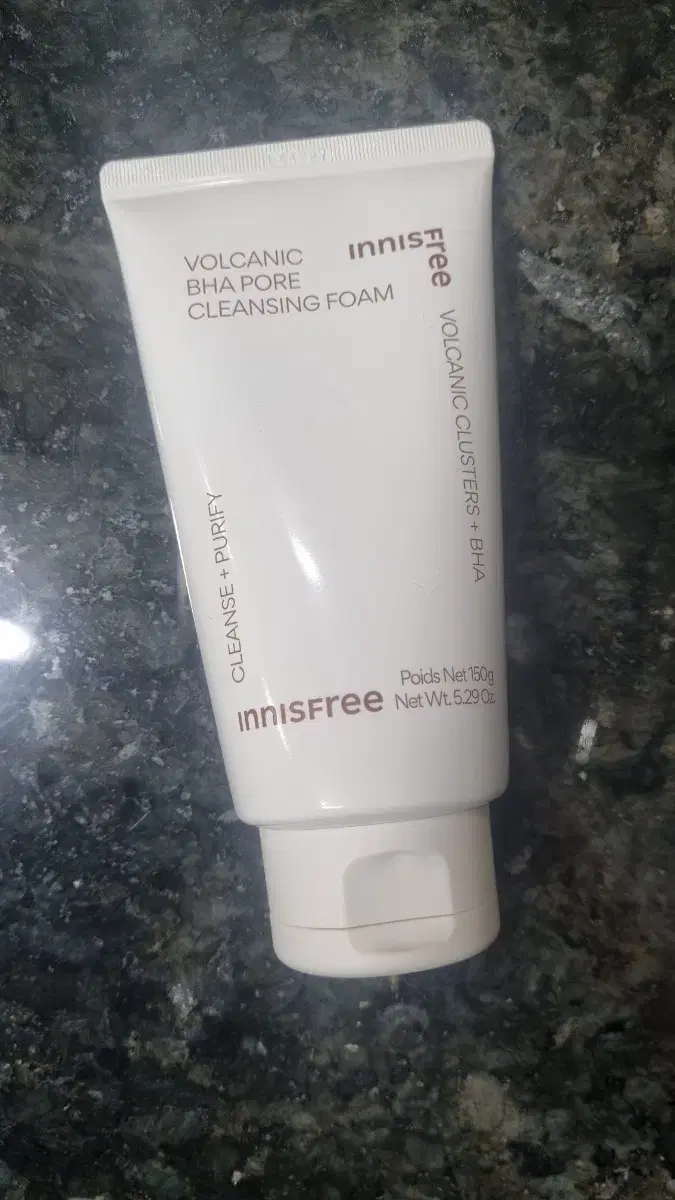 VOLCANIC
BHA PORE
CLEANSING FOAM
INNISFree
VOLCANIC CLUSTERS + BHA
CLEANSE + PURIFY
INNISFree
Poids Net 150g
Net Wt. 5.29 Oz.